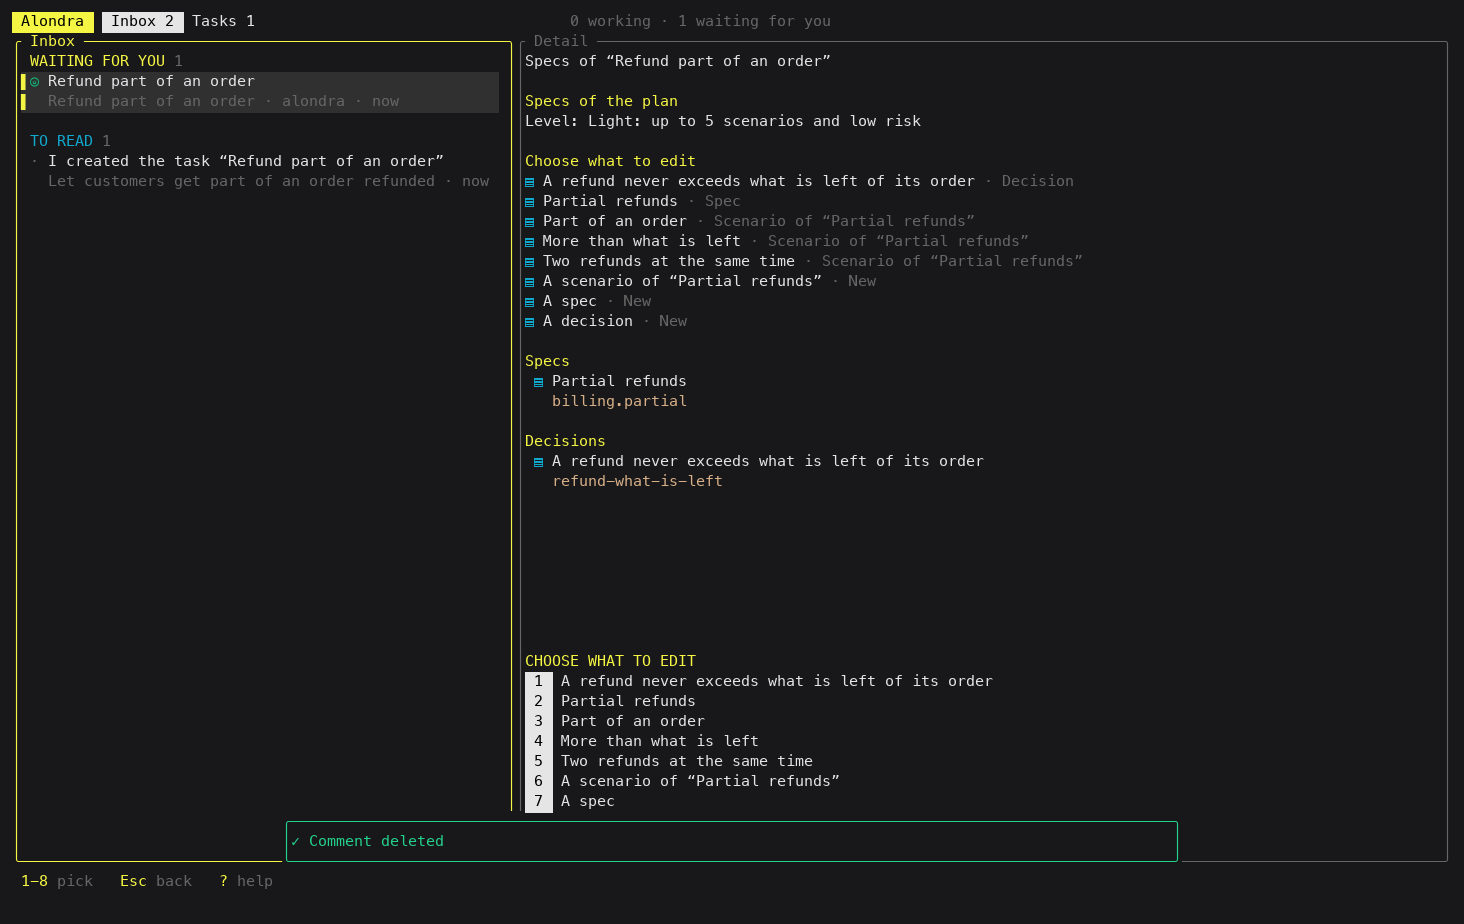 Alondra Inbox 2 Tasks 1 0 working · 1 waiting for you
Inbox
WAITING FOR YOU 1
Refund part of an order
Refund part of an order · alondra · now
TO READ 1
· I created the task “Refund part of an order”
Let customers get part of an order refunded · now
Detail
Specs of “Refund part of an order”
Specs of the plan
Level: Light: up to 5 scenarios and low risk
Choose what to edit
A refund never exceeds what is left of its order · Decision
Partial refunds · Spec
Part of an order · Scenario of “Partial refunds”
More than what is left · Scenario of “Partial refunds”
Two refunds at the same time · Scenario of “Partial refunds”
A scenario of “Partial refunds” · New
A spec · New
A decision · New
Specs
Partial refunds
billing.partial
Decisions
A refund never exceeds what is left of its order
refund-what-is-left
CHOOSE WHAT TO EDIT
1 A refund never exceeds what is left of its order
2 Partial refunds
3 Part of an order
4 More than what is left
5 Two refunds at the same time
6 A scenario of “Partial refunds”
7 A spec
✓ Comment deleted
1-8 pick Esc back ? help